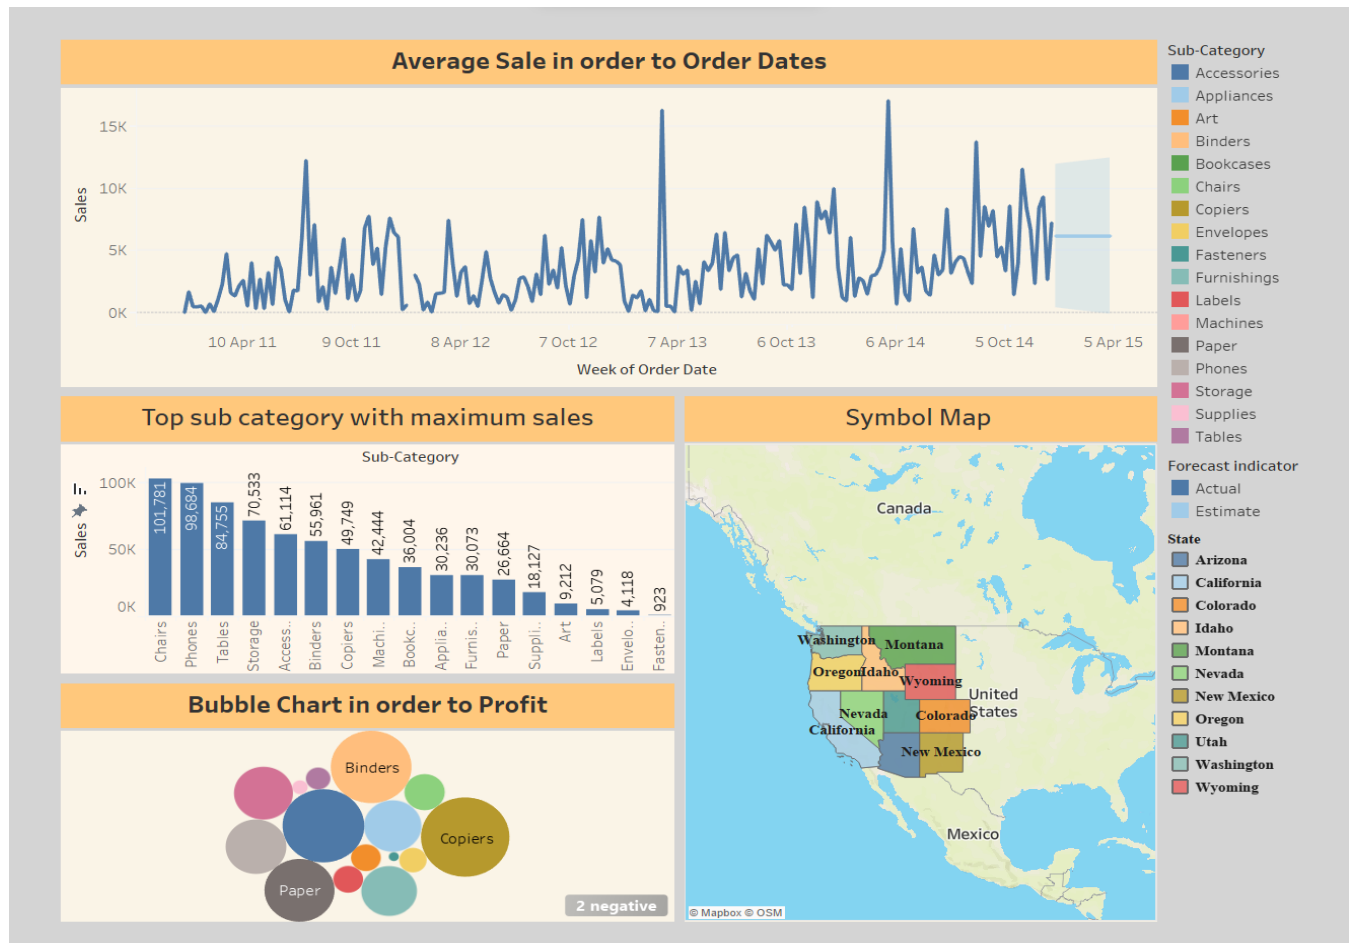 Average Sale in order to Order Dates
15K
10K
5K
0K
Sales
10 Apr 11
9 Oct 11
8 Apr 12
7 Oct 12
7 Apr 13
6 Oct 13
6 Apr 14
5 Oct 14
5 Apr 15
Week of Order Date
Sub-Category
Accessories
Appliances
Art
Binders
Bookcases
Chairs
Copiers
Envelopes
Fasteners
Furnishings
Labels
Machines
Paper
Phones
Storage
Supplies
Tables
Forecast indicator
Actual
Estimate
State
Arizona
California
Colorado
Idaho
Montana
Nevada
New Mexico
Oregon
Utah
Washington
Wyoming
Top sub category with maximum sales
Sub-Category
100K
50K
0K
Sales
101,781
98,684
84,755
70,533
61,114
55,961
49,749
42,444
36,004
30,236
30,073
26,664
18,127
9,212
5,079
4,118
923
Chairs
Phones
Tables
Storage
Access..
Binders
Copiers
Machi..
Bookc..
Applia..
Furnis..
Paper
Suppli..
Art
Labels
Envelo..
Fasten..
Bubble Chart in order to Profit
Binders
Copiers
Paper
2 negative
Symbol Map
Canada
Washington
Montana
Oregon
Idaho
Wyoming
United
States
Nevada
Colorado
California
New Mexico
Mexico
© Mapbox © OSM